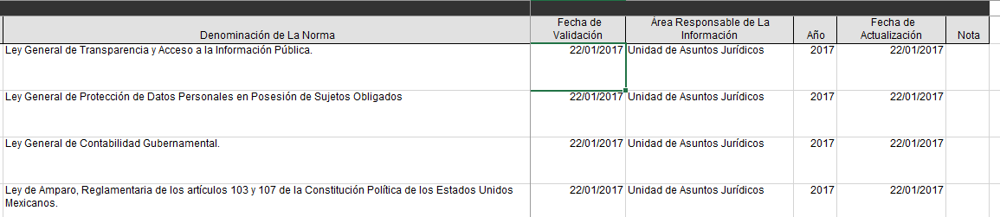 Denominación de La Norma Fecha de Validación Área Responsable de La Información Año Fecha de Actualización Nota
Ley General de Transparencia y Acceso a la Información Pública. 22/01/2017 Unidad de Asuntos Jurídicos 2017 22/01/2017
Ley General de Protección de Datos Personales en Posesión de Sujetos Obligados 22/01/2017 Unidad de Asuntos Jurídicos 2017 22/01/2017
Ley General de Contabilidad Gubernamental. 22/01/2017 Unidad de Asuntos Jurídicos 2017 22/01/2017
Ley de Amparo, Reglamentaria de los artículos 103 y 107 de la Constitución Política de los Estados Unidos 22/01/2017 Unidad de Asuntos Jurídicos 2017 22/01/2017
Mexicanos.